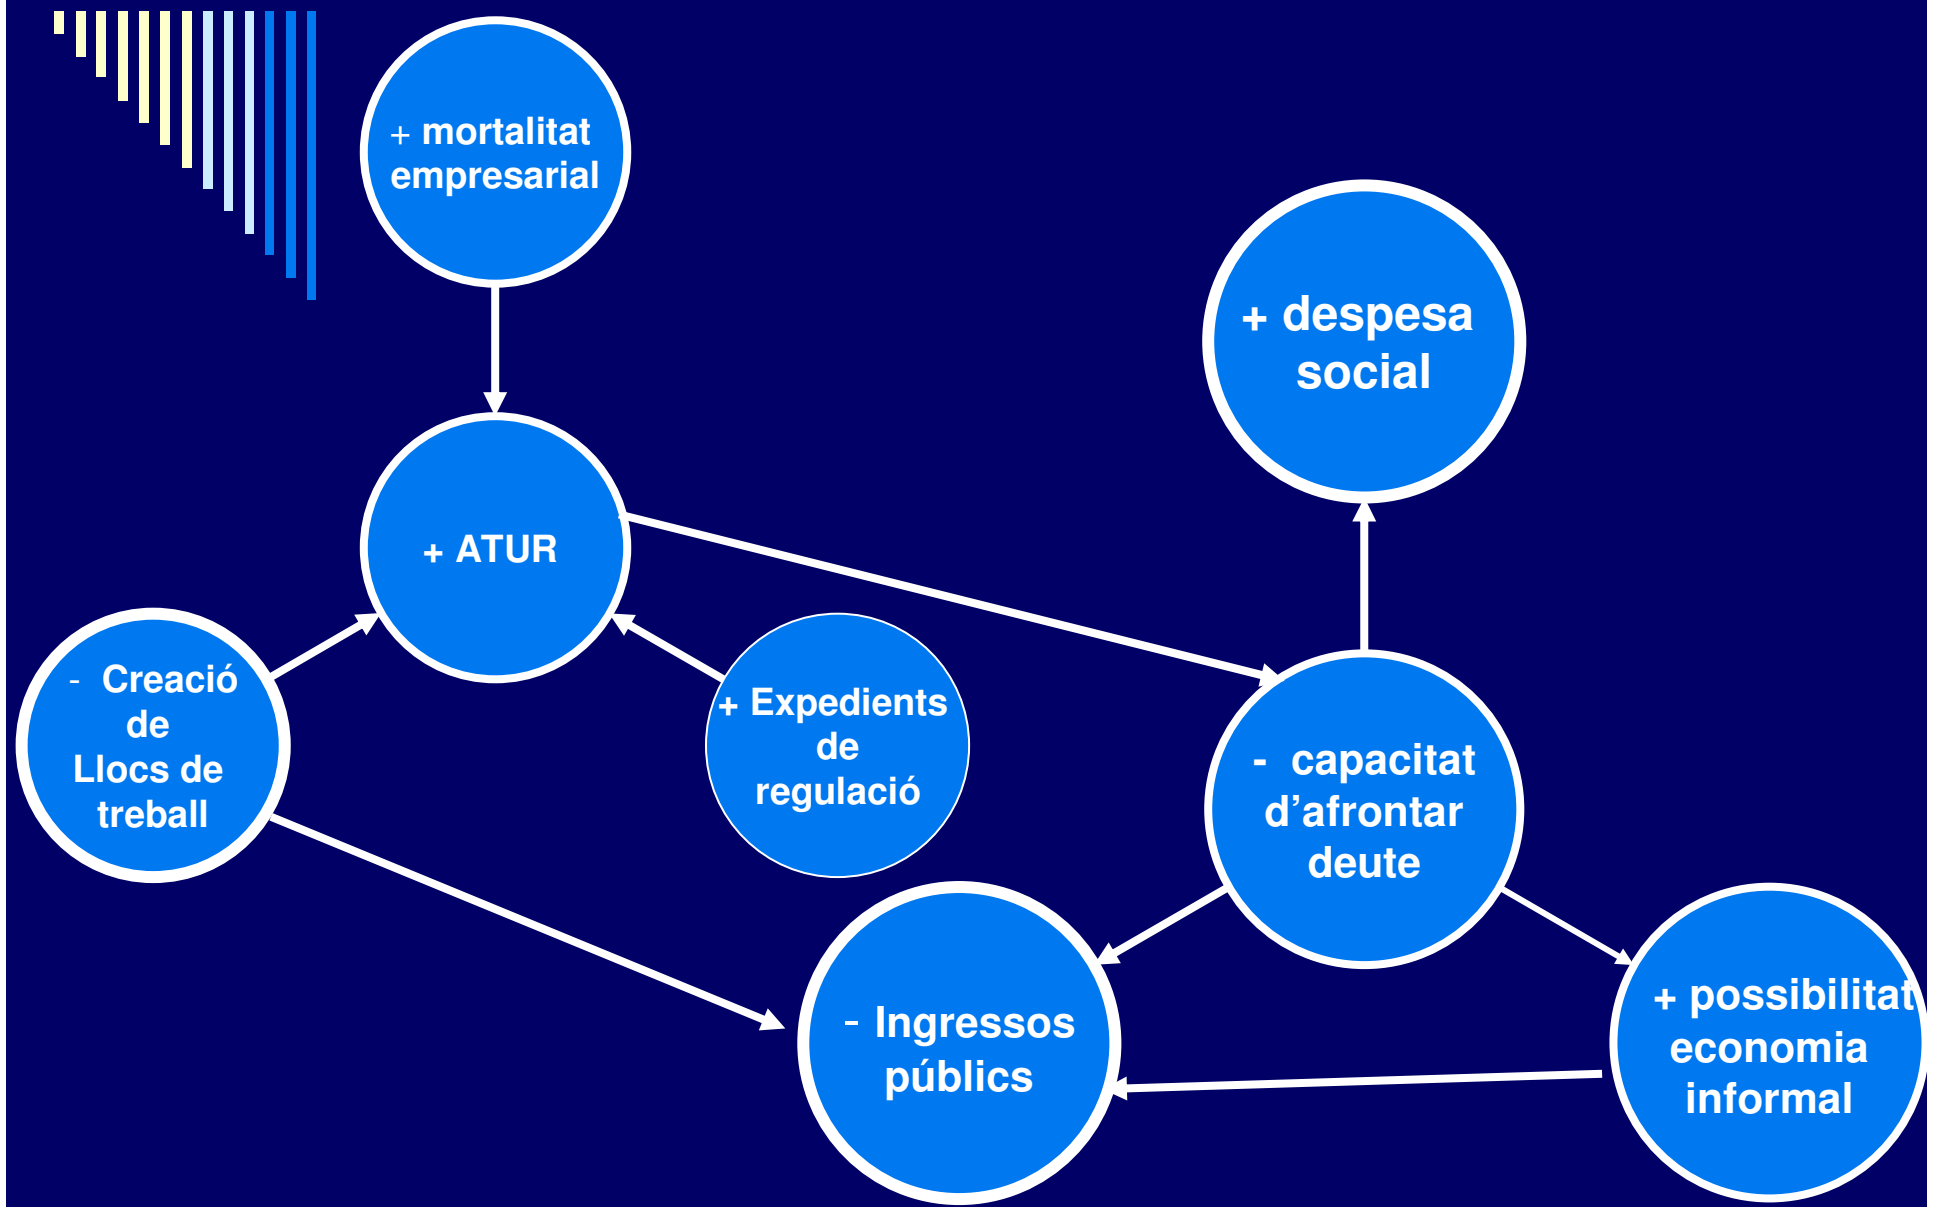 + mortalitat
empresarial
+ despesa
social
+ ATUR
- Creació
de
Llocs de
treball
+ Expedients
de
regulació
- capacitat
d’afrontar
deute
- Ingressos
públics
+ possibilitat
economia
informal